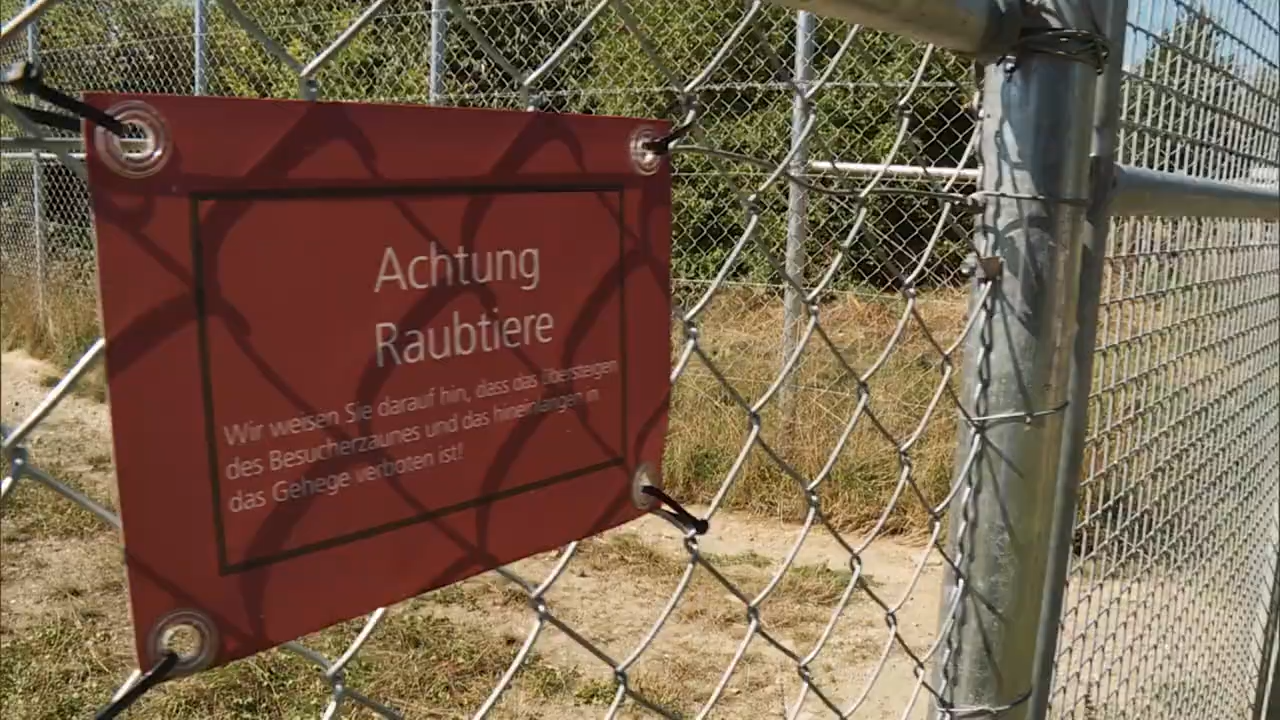 Achtung
Raubtiere
Wir weisen Sie darauf hin, dass das Übersteigen
des Besucherzaunes und das hineinlangen in
das Gehege verboten ist!